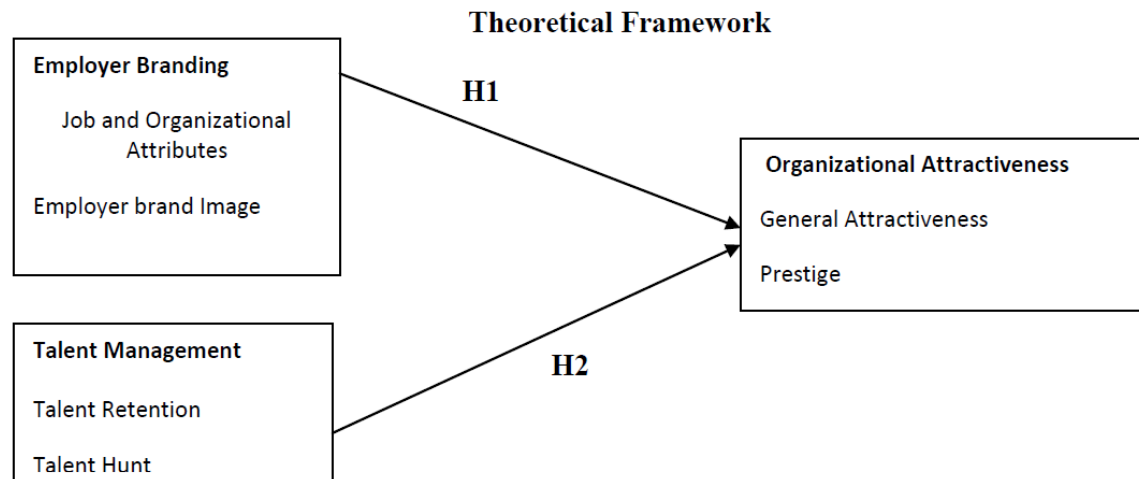 Theoretical Framework
Employer Branding
Job and Organizational
Attributes
Employer brand Image
H1
Organizational Attractiveness
General Attractiveness
Prestige
Talent Management
Talent Retention
Talent Hunt
H2